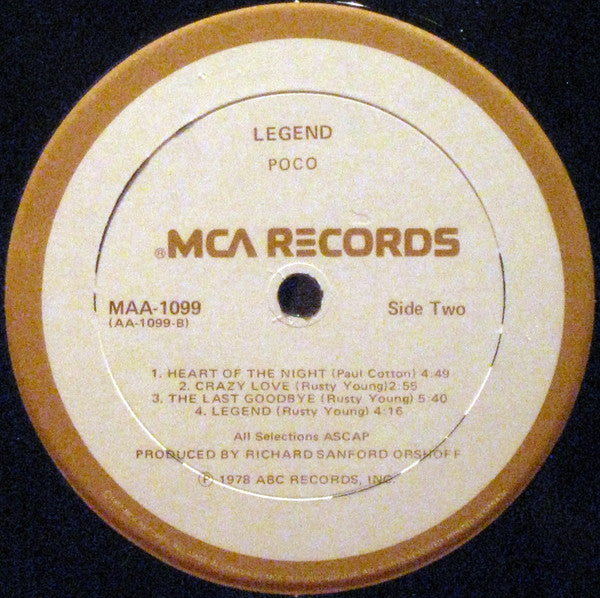 LEGEND
POCO
®MCA RECORDS
MAA-1099
Side Two
(AA-1099-B)
1. HEART OF THE NIGHT (Paul Cotton) 4:49
2. CRAZY LOVE (Rusty Young)2:55
3. THE LAST GOODBYE (Rusty Young) 5:40
4. LEGEND (Rusty Young) 4:16
All Selections ASCAP
PRODUCED BY RICHARD SANFORD ORSHOFF
Ⓟ 1978 ABC RECORDS, INC.